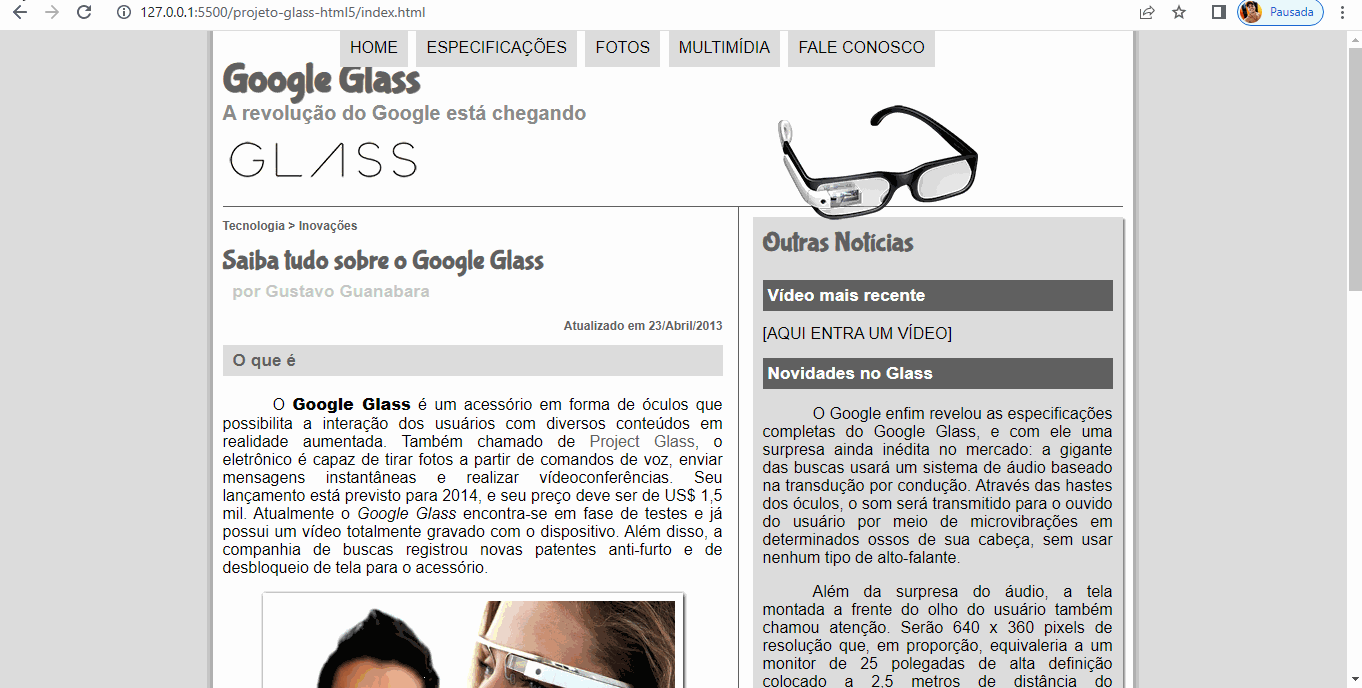 127.0.0.1:5500/projeto-glass-html5/index.html
Pausada
HOME ESPECIFICAÇÕES FOTOS MULTIMÍDIA FALE CONOSCO
Google Glass
A revolução do Google está chegando
GLASS
Tecnologia > Inovações
Saiba tudo sobre o Google Glass
por Gustavo Guanabara
Atualizado em 23/Abril/2013
O que é
O Google Glass é um acessório em forma de óculos que
possibilita a interação dos usuários com diversos conteúdos em
realidade aumentada. Também chamado de Project Glass, o
eletrônico é capaz de tirar fotos a partir de comandos de voz, enviar
mensagens instantâneas e realizar vídeoconferências. Seu
lançamento está previsto para 2014, e seu preço deve ser de US$ 1,5
mil. Atualmente o Google Glass encontra-se em fase de testes e já
possui um vídeo totalmente gravado com o dispositivo. Além disso, a
companhia de buscas registrou novas patentes anti-furto e de
desbloqueio de tela para o acessório.
Outras Notícias
Vídeo mais recente
[AQUI ENTRA UM VÍDEO]
Novidades no Glass
O Google enfim revelou as especificações
completas do Google Glass, e com ele uma
surpresa ainda inédita no mercado: a gigante
das buscas usará um sistema de áudio baseado
na transdução por condução. Através das hastes
dos óculos, o som será transmitido para o ouvido
do usuário por meio de microvibrações em
determinados ossos de sua cabeça, sem usar
nenhum tipo de alto-falante.
Além da surpresa do áudio, a tela
montada a frente do olho do usuário também
chamou atenção. Serão 640 x 360 pixels de
resolução que, em proporção, equivaleria a um
monitor de 25 polegadas de alta definição
colocado a 2,5 metros de distância do